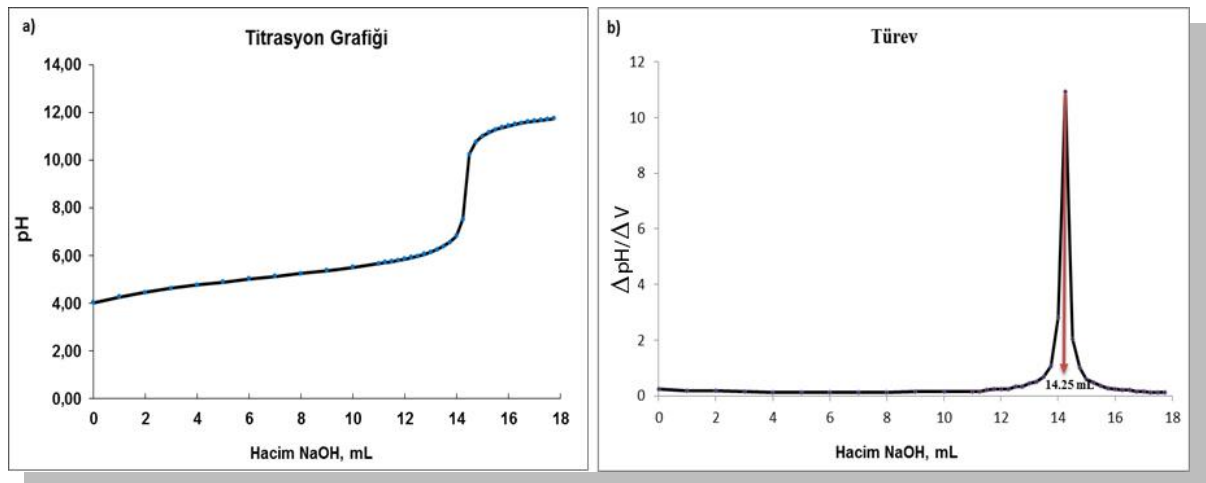 a)
Titrasyon Grafiği
14,00
12,00
10,00
8,00
6,00
4,00
2,00
0,00
pH
0 2 4 6 8 10 12 14 16 18
Hacim NaOH, mL
b)
Türev
12
10
8
6
4
2
0
ΔpH/ΔV
14.25 mL
0 2 4 6 8 10 12 14 16 18
Hacim NaOH, mL